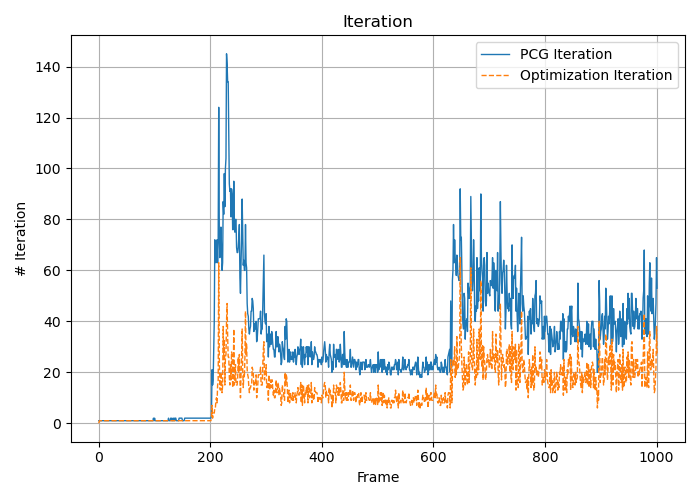 Iteration
PCG Iteration
Optimization Iteration
# Iteration
140
120
100
80
60
40
20
0
0 200 400 600 800 1000
Frame